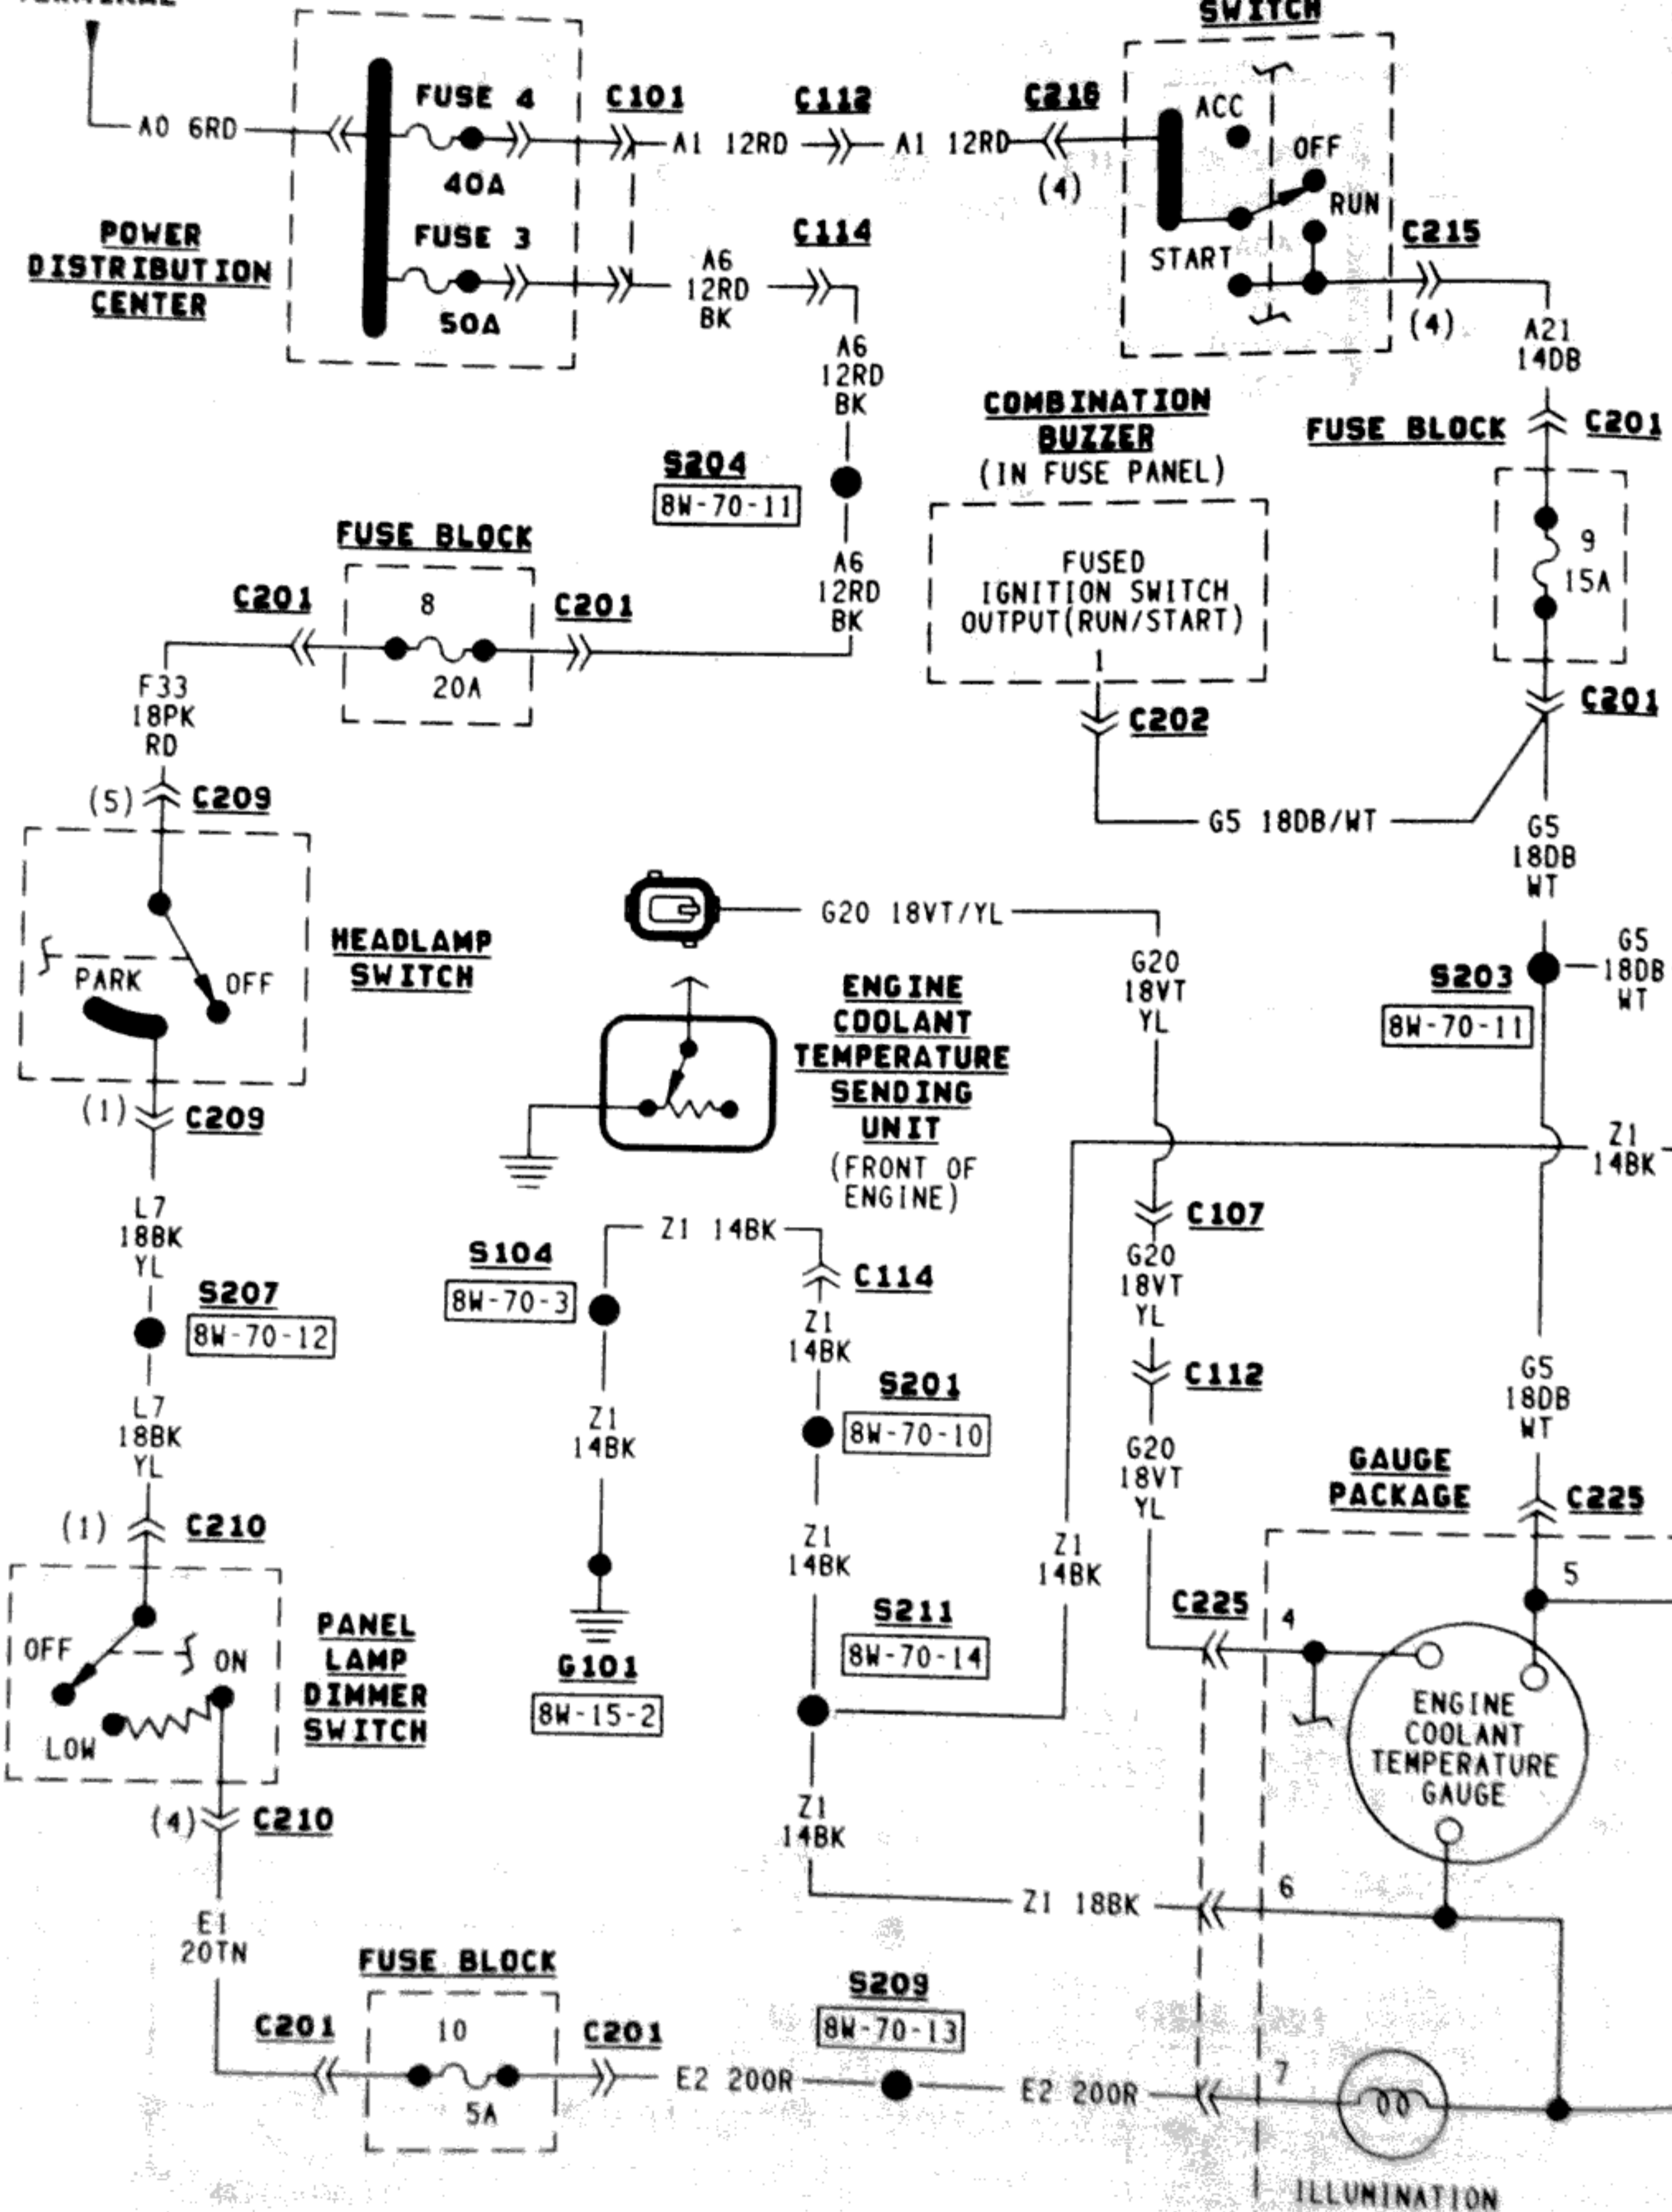 TERMINAL
SWITCH
FUSE 4
C101
C112
C216
ACC
A0 6RD
A1 12RD
A1 12RD
OFF
40A
(4)
RUN
POWER
DISTRIBUTION
CENTER
FUSE 3
C114
START
C215
50A
A6
12RD
BK
(4)
A21
14DB
A6
12RD
BK
COMBINATION
BUZZER
(IN FUSE PANEL)
FUSE BLOCK
C201
S204
8W-70-11
FUSE BLOCK
FUSED
IGNITION SWITCH
OUTPUT(RUN/START)
1
9
15A
C201
8
C201
A6
12RD
BK
20A
F33
18PK
RD
C202
C201
(5)
C209
G5 18DB/WT
G5
18DB
WT
G20 18VT/YL
HEADLAMP
SWITCH
PARK
OFF
ENGINE
COOLANT
TEMPERATURE
SENDING
UNIT
(FRONT OF
ENGINE)
G20
18VT
YL
S203
8W-70-11
G5
18DB
WT
(1)
C209
Z1
14BK
L7
18BK
YL
S104
8W-70-3
Z1 14BK
C114
C107
S207
8W-70-12
Z1
14BK
G20
18VT
YL
L7
18BK
YL
Z1
14BK
S201
8W-70-10
C112
G5
18DB
WT
G20
18VT
YL
GAUGE
PACKAGE
C225
(1)
C210
Z1
14BK
Z1
14BK
5
OFF
ON
LOW
PANEL
LAMP
DIMMER
SWITCH
G101
8W-15-2
S211
8W-70-14
C225
4
ENGINE
COOLANT
TEMPERATURE
GAUGE
(4)
C210
Z1
14BK
Z1 18BK
6
E1
20TN
FUSE BLOCK
S209
8W-70-13
C201
10
C201
E2 20OR
E2 20OR
7
5A
ILLUMINATION